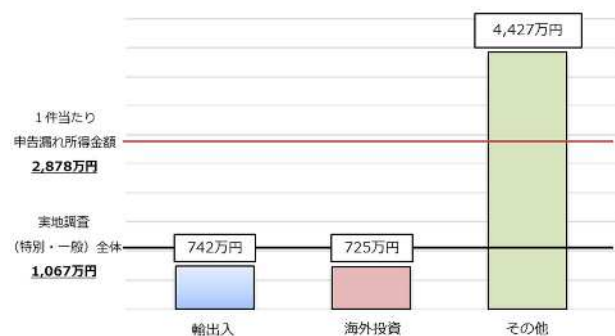 4,427万円
1件当たり
申告漏れ所得金額
2,878万円
実地調査
(特別・一般)全体
1,067万円
742万円
725万円
輸出入
海外投資
その他